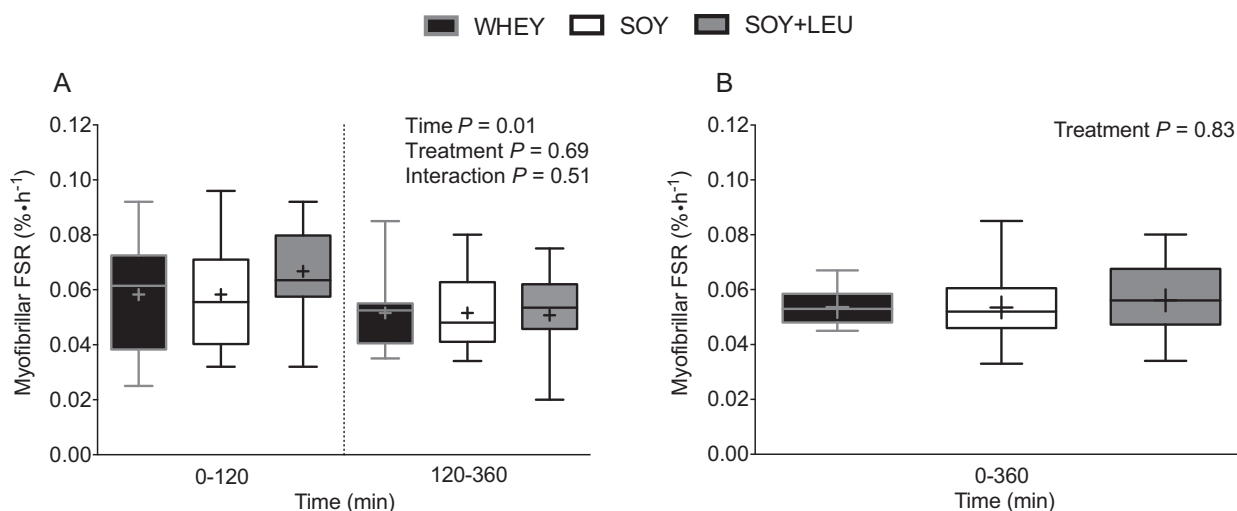 WHEY SOY SOY+LEU
A
Myofibrillar FSR (%•h⁻¹)
0.12
0.10
0.08
0.06
0.04
0.02
0.00
Time P = 0.01
Treatment P = 0.69
Interaction P = 0.51
0-120 120-360
Time (min)
B
Myofibrillar FSR (%•h⁻¹)
0.12
0.10
0.08
0.06
0.04
0.02
0.00
Treatment P = 0.83
0-360
Time (min)